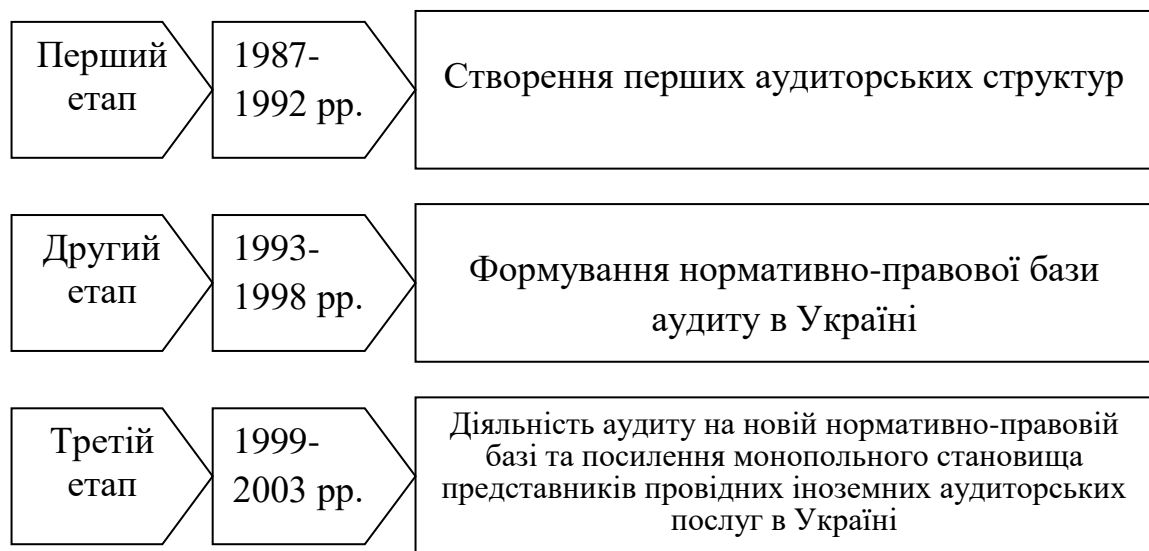 Перший
етап
1987-
1992 рр.
Створення перших аудиторських структур
Другий
етап
1993-
1998 рр.
Формування нормативно-правової бази
аудиту в Україні
Третій
етап
1999-
2003 рр.
Діяльність аудиту на новій нормативно-правовій
базі та посилення монопольного становища
представників провідних іноземних аудиторських
послуг в Україні